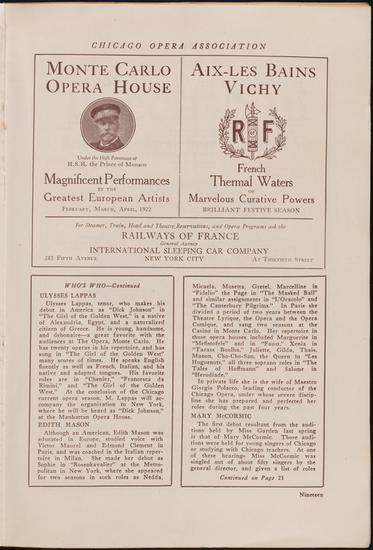 CHICAGO OPERA ASSOCIATION
MONTE CARLO
OPERA HOUSE
Under the High Patronage of
H.S.H. the Prince of Monaco
Magnificent Performances
BY THE
Greatest European Artists
FEBRUARY, MARCH, APRIL, 1922
AIX-LES BAINS
VICHY
R F
French
Thermal Waters
OF
Marvelous Curative Powers
BRILLIANT FESTIVE SEASON
For Steamer, Train, Hotel and Theatre Reservations, and Opera Programs ask the
RAILWAYS OF FRANCE
General Agency
INTERNATIONAL SLEEPING CAR COMPANY
281 FIFTH AVENUE NEW YORK CITY AT THIRTIETH STREET
WHO'S WHO—Continued
ULYSSES LAPPAS
Ulysses Lappas, tenor, who makes his
debut in America as "Dick Johnson" in
"The Girl of the Golden West," is a native
of Alexandria, Egypt, and a naturalized
citizen of Greece. He is young, handsome,
and debonaire—a great favorite with the
audiences at the Opera, Monte Carlo. He
has twenty operas in his repertoire, and has
sung in "The Girl of the Golden West"
many scores of times. He speaks English
fluently as well as French, Italian, and his
native and adopted tongues. His favorite
roles are in "Chenier," "Francesca da
Rimini," and "The Girl of the Golden
West." At the conclusion of the Chicago
current opera season, M. Lappas will ac-
company the organization to New York,
where he will be heard as "Dick Johnson,"
at the Manhattan Opera House.
EDITH MASON
Although an American, Edith Mason was
educated in Europe, studied voice with
Victor Maurel and Edmond Clement in
Paris, and was coached in the Italian reper-
toire in Milan. She made her debut as
Sophie in "Rosenkavalier" at the Metropo-
litan in New York, where she appeared
for two seasons in such roles as Nedda,
Micaela, Musetta, Gretel, Marcelline in
"Fidelio" the Page in "The Masked Ball"
and similar assignments in "L'Oracolo" and
"The Canterbury Pilgrims." In Paris she
divided a period of two years between the
Theatre Lyrique, the Opera and the Opera
Comique, and sang two seasons at the
Casino in Monte Carlo. Her repertoire in
those opera houses included Marguerite in
"Mefistofele" and in "Faust," Xenia in
"Tarass Boulba," Juliette, Gilda, Thais,
Manon, Cho-Cho-San, the Queen in "Les
Huguenots," all three soprano roles in "The
Tales of Hoffmann" and Salome in
"Herodiade."
In private life she is the wife of Maestro
Giorgio Polacco, leading conductor of the
Chicago Opera, under whose severe discip-
line she has prepared and perfected her
roles during the past four years.
MARY McCORMIC
The first debut resultant from the audi-
tions held by Miss Garden last spring
is that of Mary McCormic. Those audi-
tions were held for young singers of Chicago
or studying with Chicago teachers. At one
of these hearings Miss McCormic was
singled out of about fifty singers by the
general director, and given a list of roles
Continued on Page 21
Nineteen